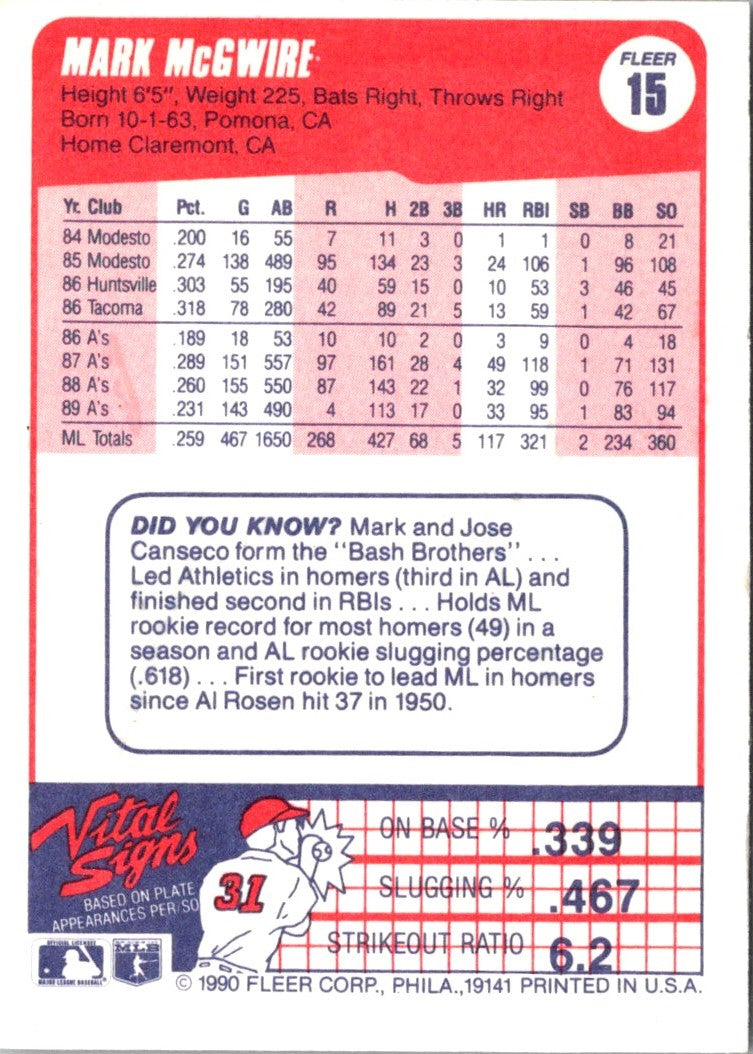 MARK McGWIRE
FLEER
15
Height 6'5", Weight 225, Bats Right, Throws Right
Born 10-1-63, Pomona, CA
Home Claremont, CA
Yr. Club Pct. G AB R H 2B 3B HR RBI SB BB SO
84 Modesto .200 16 55 7 11 3 0 1 1 0 8 21
85 Modesto .274 138 489 95 134 23 3 24 106 1 96 108
86 Huntsville .303 55 195 40 59 15 0 10 53 3 46 45
86 Tacoma .318 78 280 42 89 21 5 13 59 1 42 67
86 A's .189 18 53 10 10 2 0 3 9 0 4 18
87 A's .289 151 557 97 161 28 4 49 118 1 71 131
88 A's .260 155 550 87 143 22 1 32 99 0 76 117
89 A's .231 143 490 4 113 17 0 33 95 1 83 94
ML Totals .259 467 1650 268 427 68 5 117 321 2 234 360
DID YOU KNOW? Mark and Jose
Canseco form the "Bash Brothers" . . .
Led Athletics in homers (third in AL) and
finished second in RBIs . . . Holds ML
rookie record for most homers (49) in a
season and AL rookie slugging percentage
(.618) . . . First rookie to lead ML in homers
since Al Rosen hit 37 in 1950.
Vital
Signs
BASED ON PLATE
APPEARANCES PER/SO
31
ON BASE % .339
SLUGGING % .467
STRIKEOUT RATIO 6.2
OFFICIAL LICENSEE
MAJOR LEAGUE BASEBALL
MLB
© 1990 FLEER CORP., PHILA., 19141 PRINTED IN U.S.A.